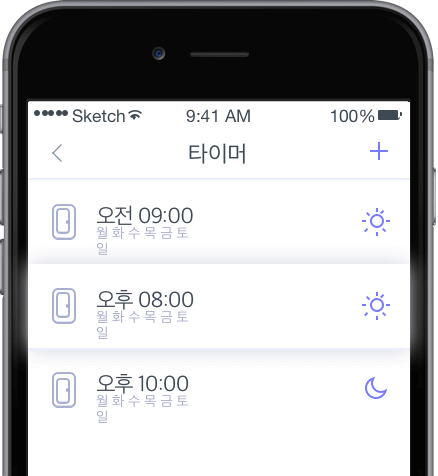 Sketch 9:41 AM 100%
타이머
오전 09:00
월 화 수 목 금 토
일
오후 08:00
월 화 수 목 금 토
일
오후 10:00
월 화 수 목 금 토
일